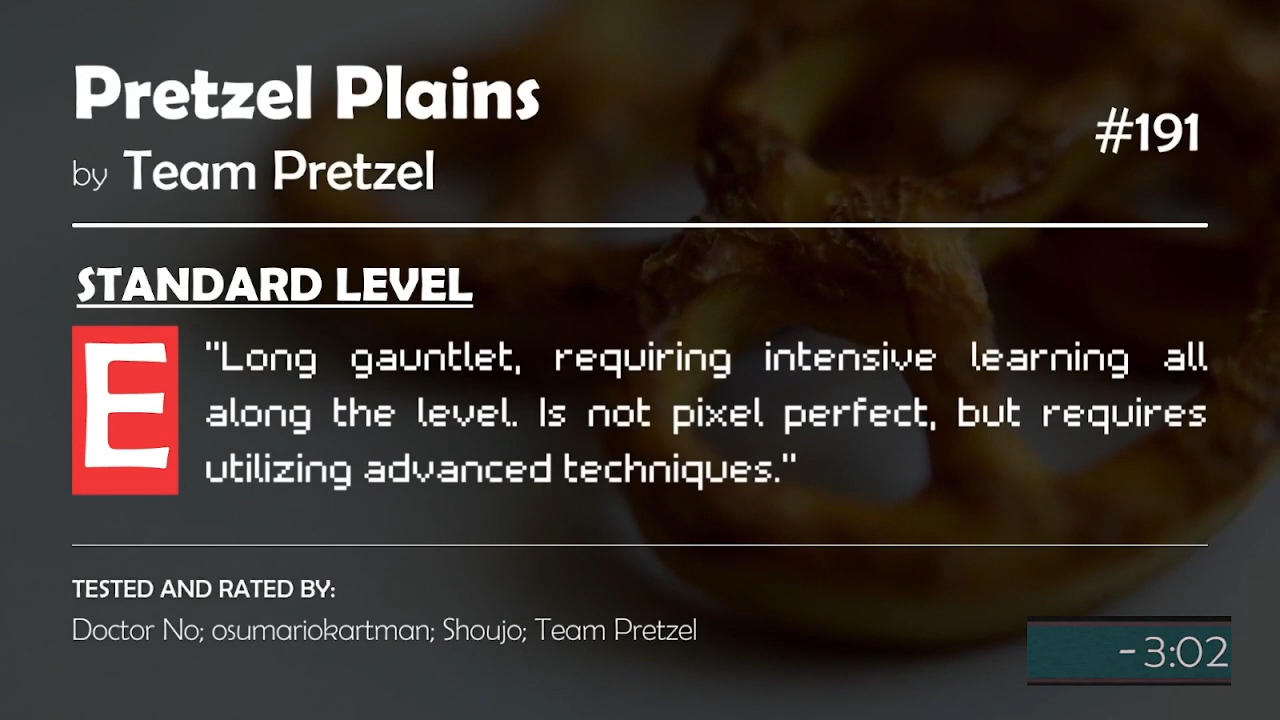 Pretzel Plains
#191
by Team Pretzel
STANDARD LEVEL
E
"Long gauntlet, requiring intensive learning all
along the level. Is not pixel perfect, but requires
utilizing advanced techniques."
TESTED AND RATED BY:
Doctor No; osumariokartman; Shoujo; Team Pretzel
-3:02